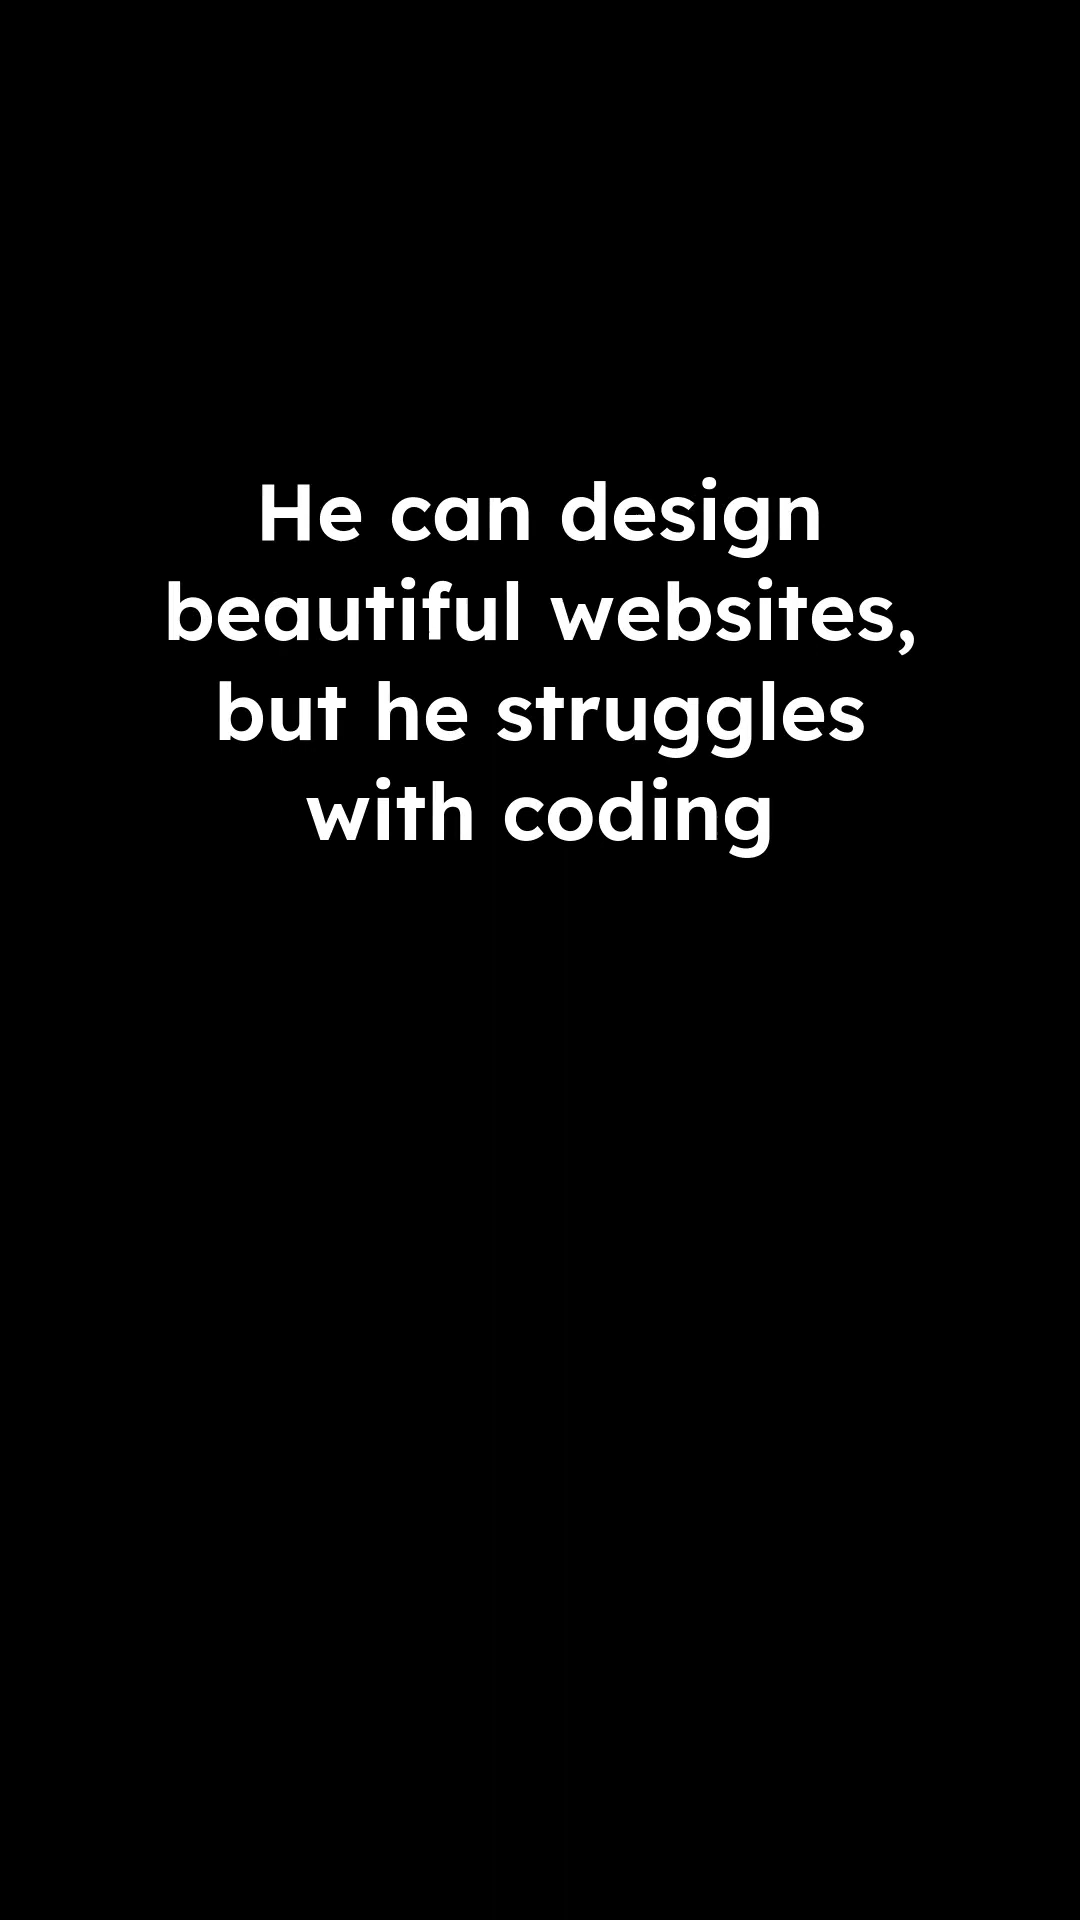 He can design
beautiful websites,
but he struggles
with coding